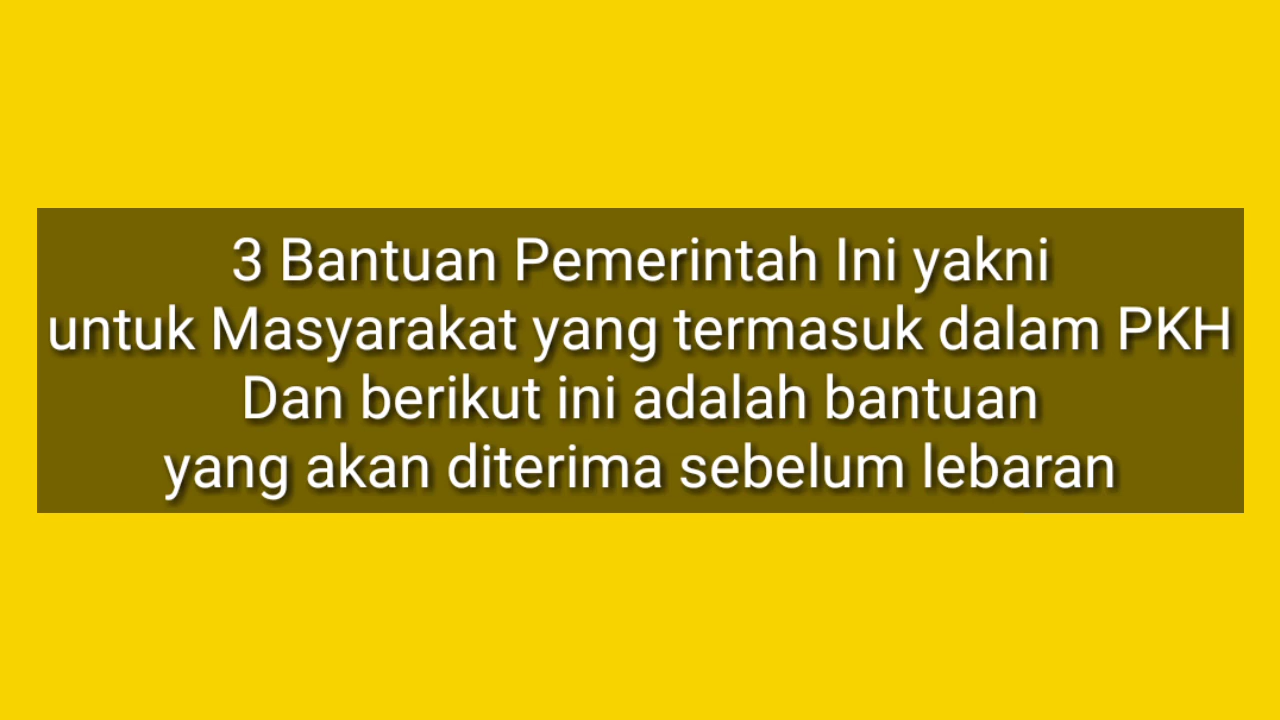 3 Bantuan Pemerintah Ini yakni
untuk Masyarakat yang termasuk dalam PKH
Dan berikut ini adalah bantuan
yang akan diterima sebelum lebaran